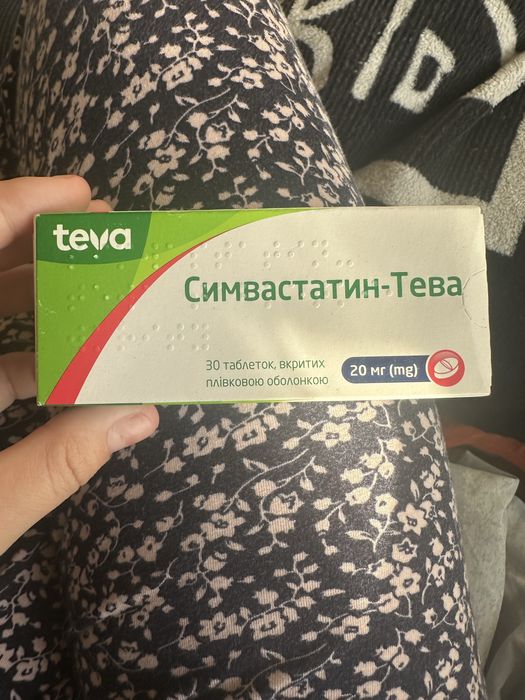 teva
Симвастатин-Тева
30 таблеток, вкритих
плівковою оболонкою
20 мг (mg)